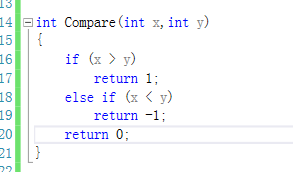 13
14 int Compare(int x,int y)
15 {
16     if (x > y)
17         return 1;
18     else if (x < y)
19         return -1;
20     return 0;
21 }
22